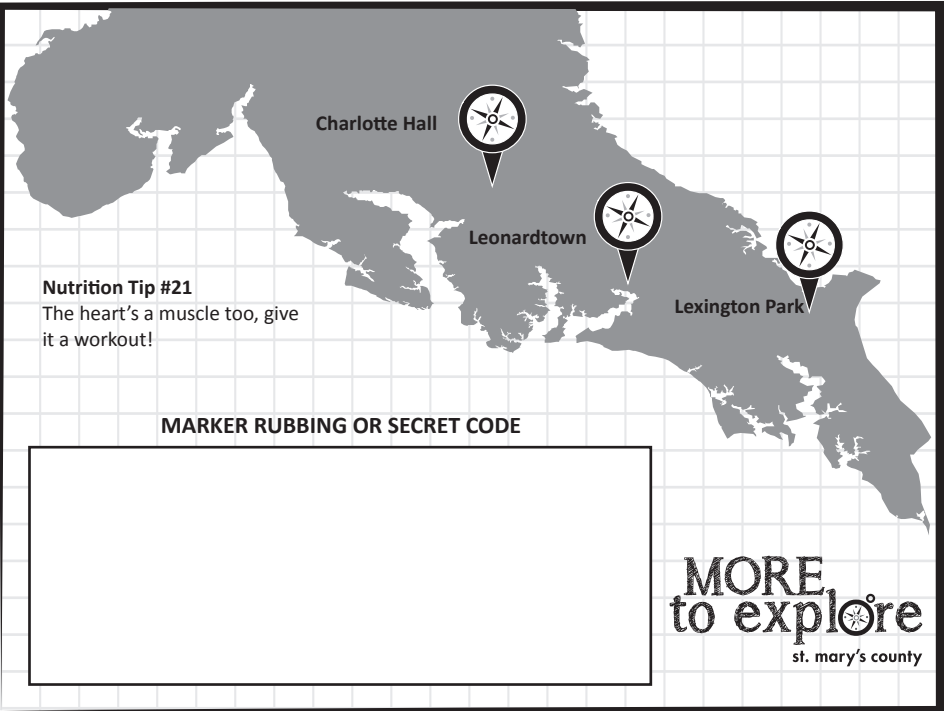 Charlotte Hall
Leonardtown
Lexington Park
Nutrition Tip #21
The heart's a muscle too, give
it a workout!
MARKER RUBBING OR SECRET CODE
MORE
to explore
st. mary's county